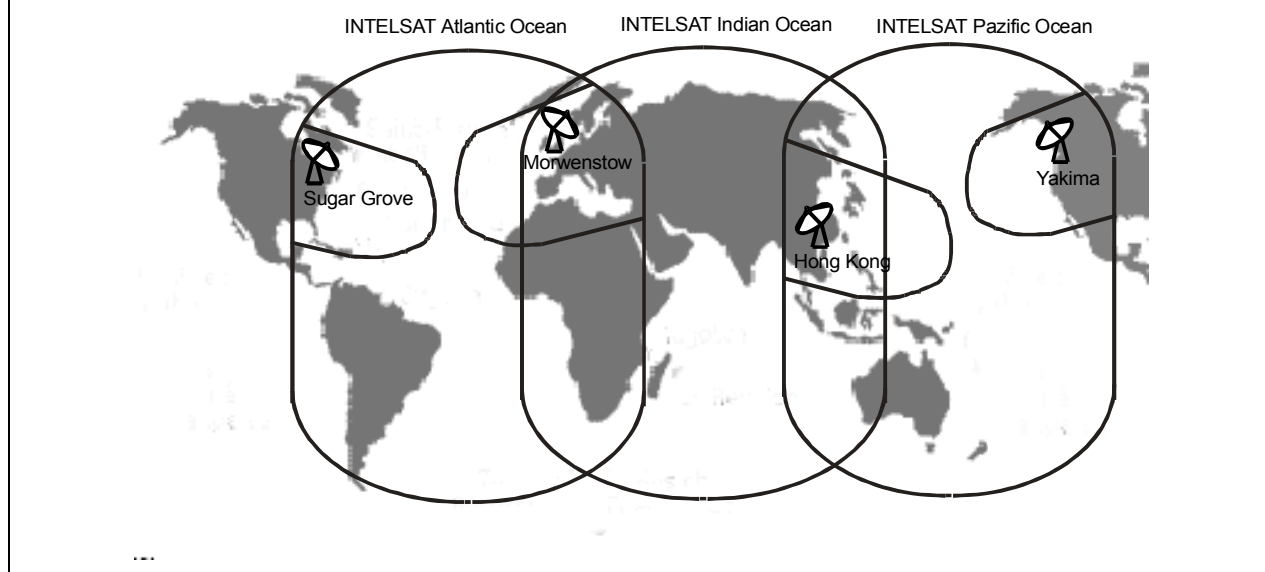 INTELSAT Atlantic Ocean
INTELSAT Indian Ocean
INTELSAT Pazific Ocean
Morwenstow
Sugar Grove
Yakima
Hong Kong